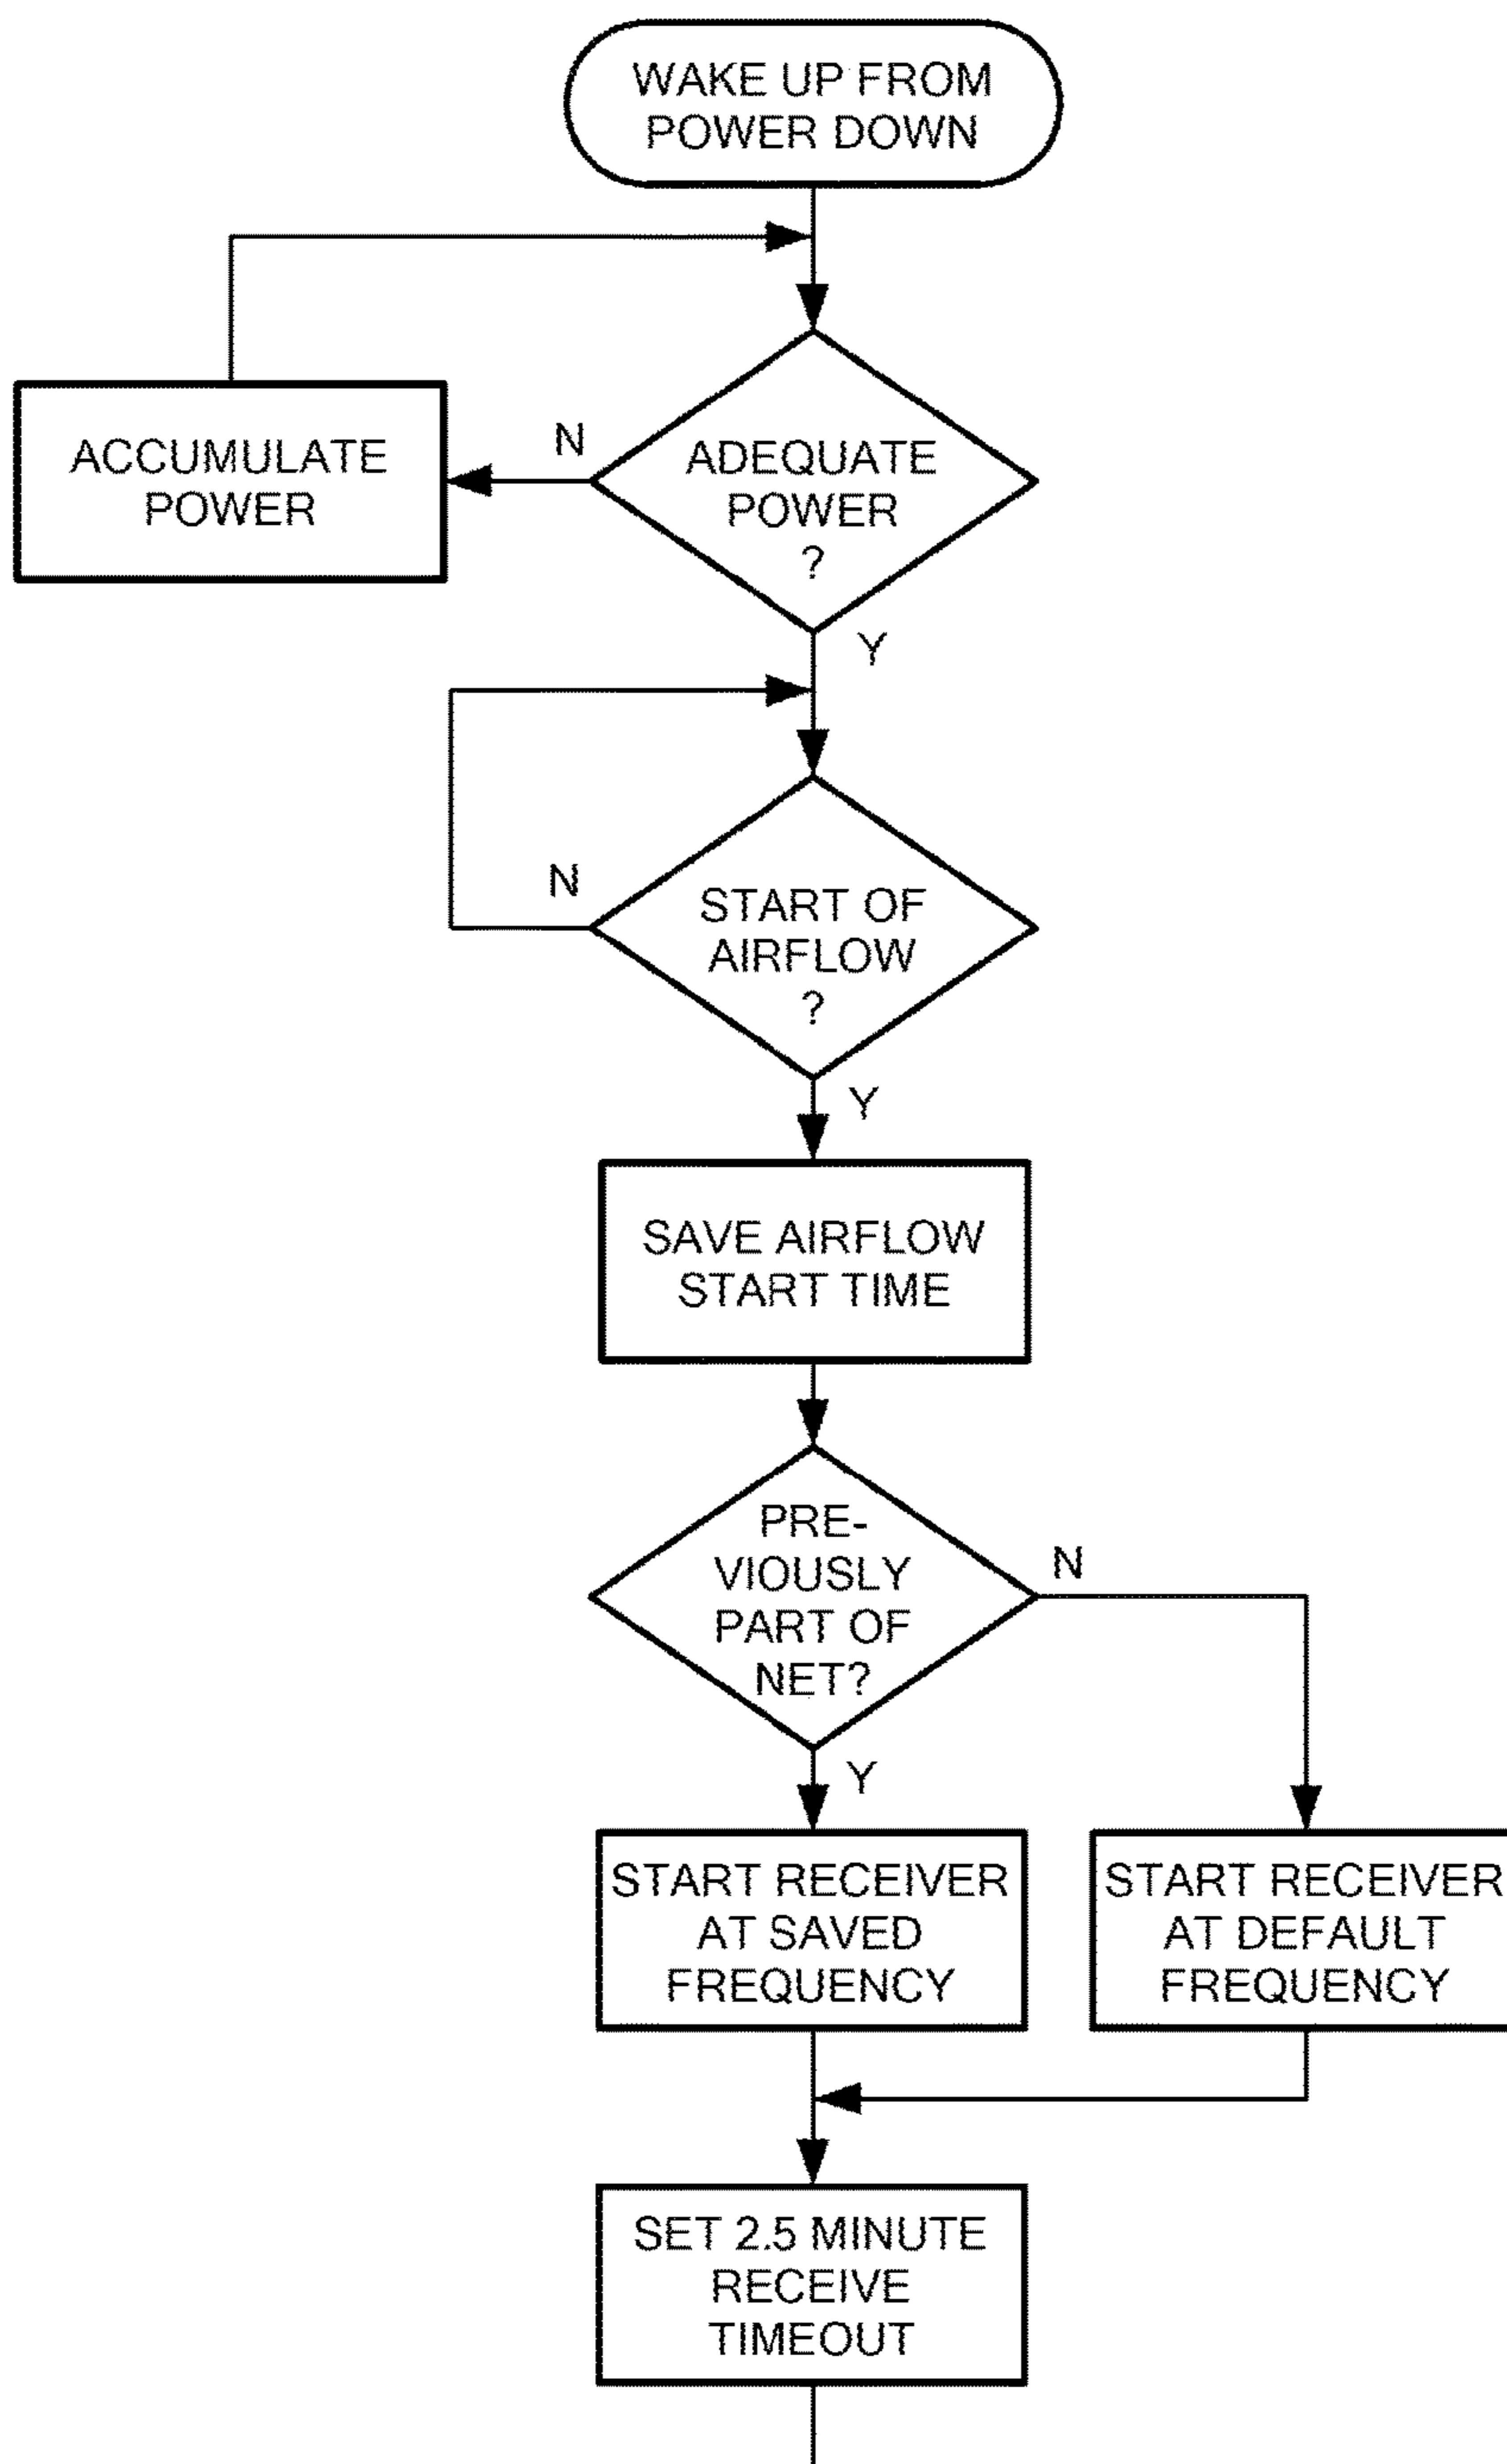 WAKE UP FROM
POWER DOWN
ACCUMULATE
POWER
N
ADEQUATE
POWER
?
Y
N
START OF
AIRFLOW
?
Y
SAVE AIRFLOW
START TIME
PRE-
VIOUSLY
PART OF
NET?
N
Y
START RECEIVER
AT SAVED
FREQUENCY
START RECEIVER
AT DEFAULT
FREQUENCY
SET 2.5 MINUTE
RECEIVE
TIMEOUT